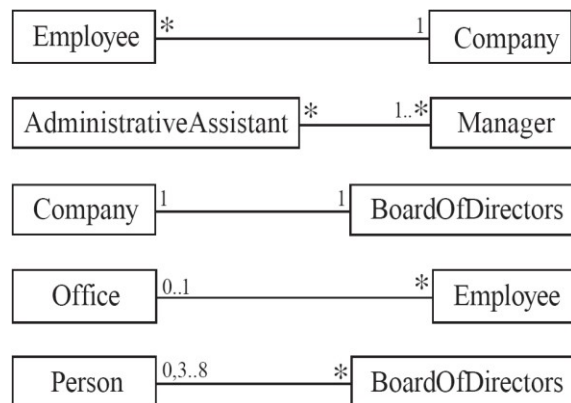 Employee * 1 Company
AdministrativeAssistant * 1..* Manager
Company 1 1 BoardOfDirectors
Office 0..1 * Employee
Person 0,3..8 * BoardOfDirectors